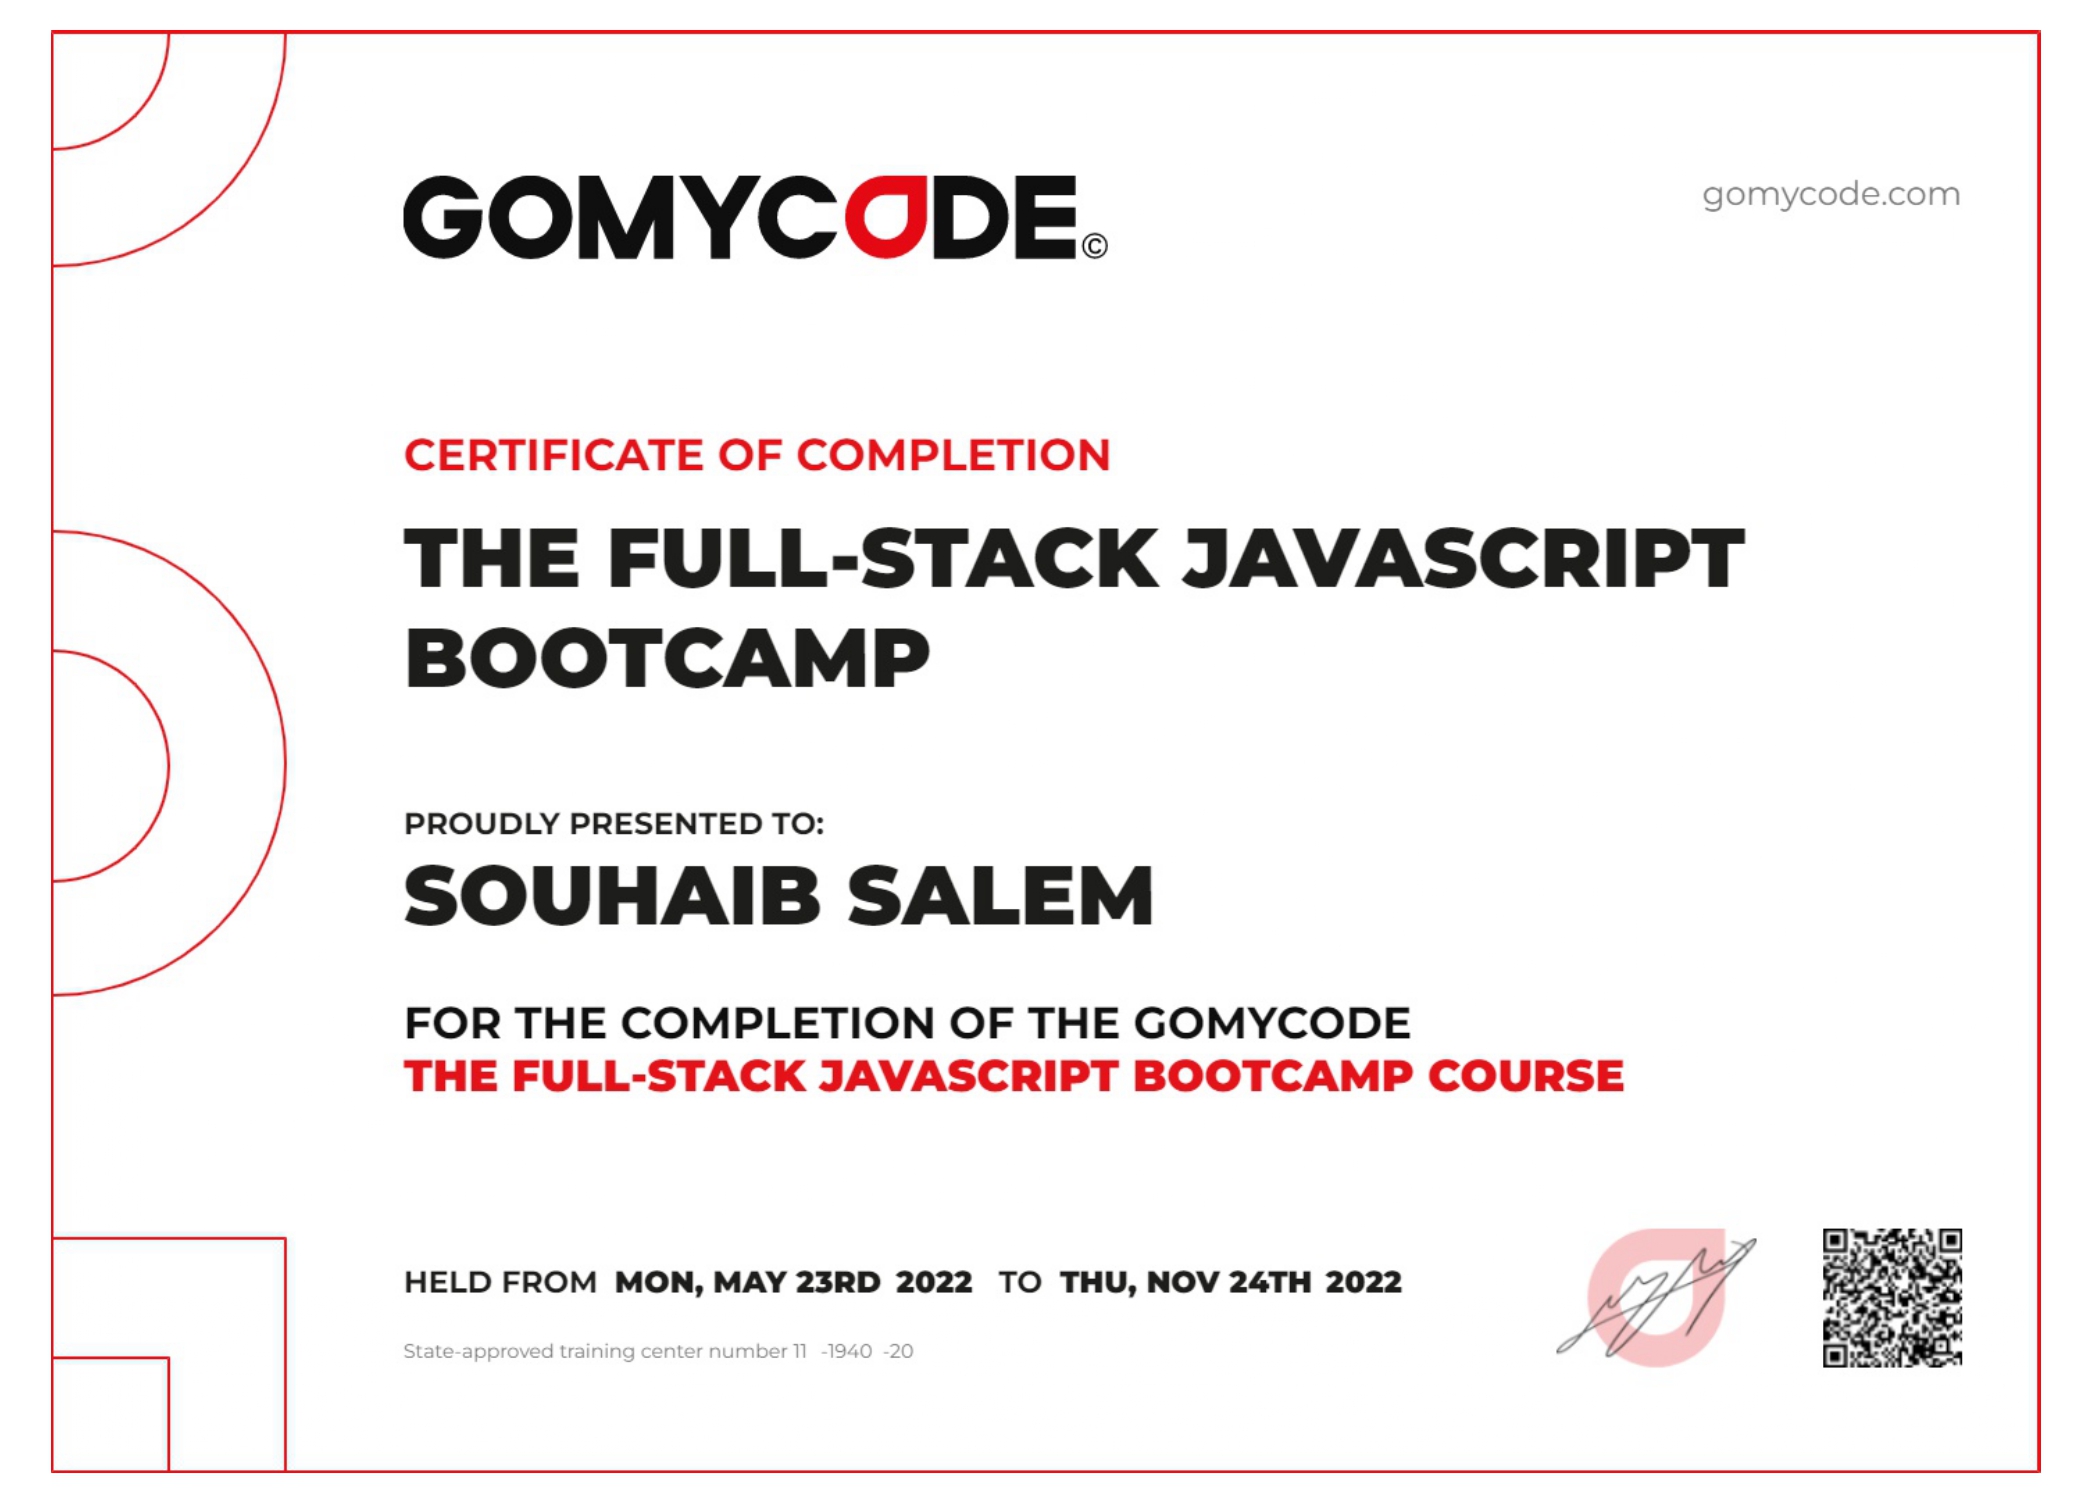 GOMYCODE©
gomycode.com
CERTIFICATE OF COMPLETION
THE FULL-STACK JAVASCRIPT
BOOTCAMP
PROUDLY PRESENTED TO:
SOUHAIB SALEM
FOR THE COMPLETION OF THE GOMYCODE
THE FULL-STACK JAVASCRIPT BOOTCAMP COURSE
HELD FROM MON, MAY 23RD 2022 TO THU, NOV 24TH 2022
State-approved training center number 11 -1940 -20